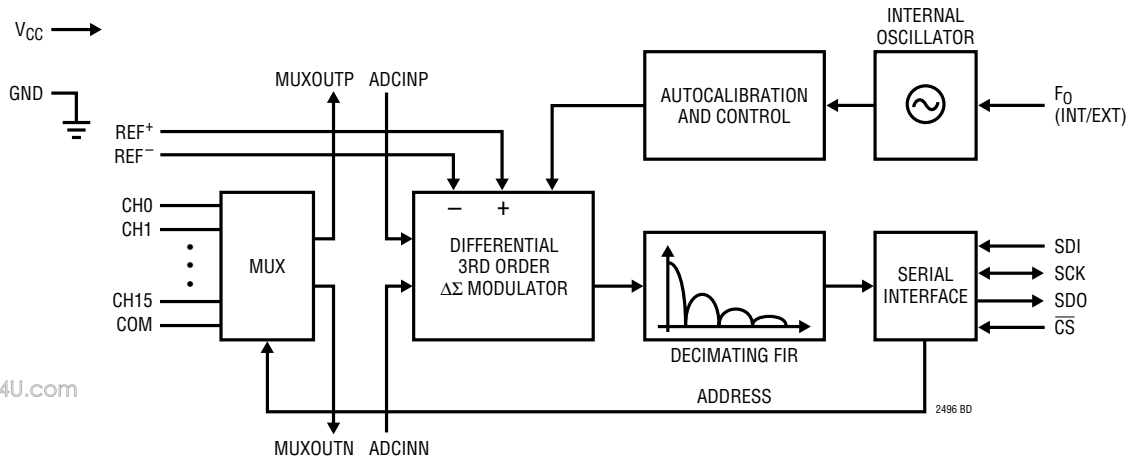 VCC
GND
INTERNAL
OSCILLATOR
MUXOUTP
ADCINP
AUTOCALIBRATION
AND CONTROL
FO
(INT/EXT)
REF+
REF−
− +
CH0
CH1
CH15
COM
MUX
DIFFERENTIAL
3RD ORDER
ΔΣ MODULATOR
DECIMATING FIR
SERIAL
INTERFACE
SDI
SCK
SDO
CS
ADDRESS
4U.com
2496 BD
MUXOUTN
ADCINN